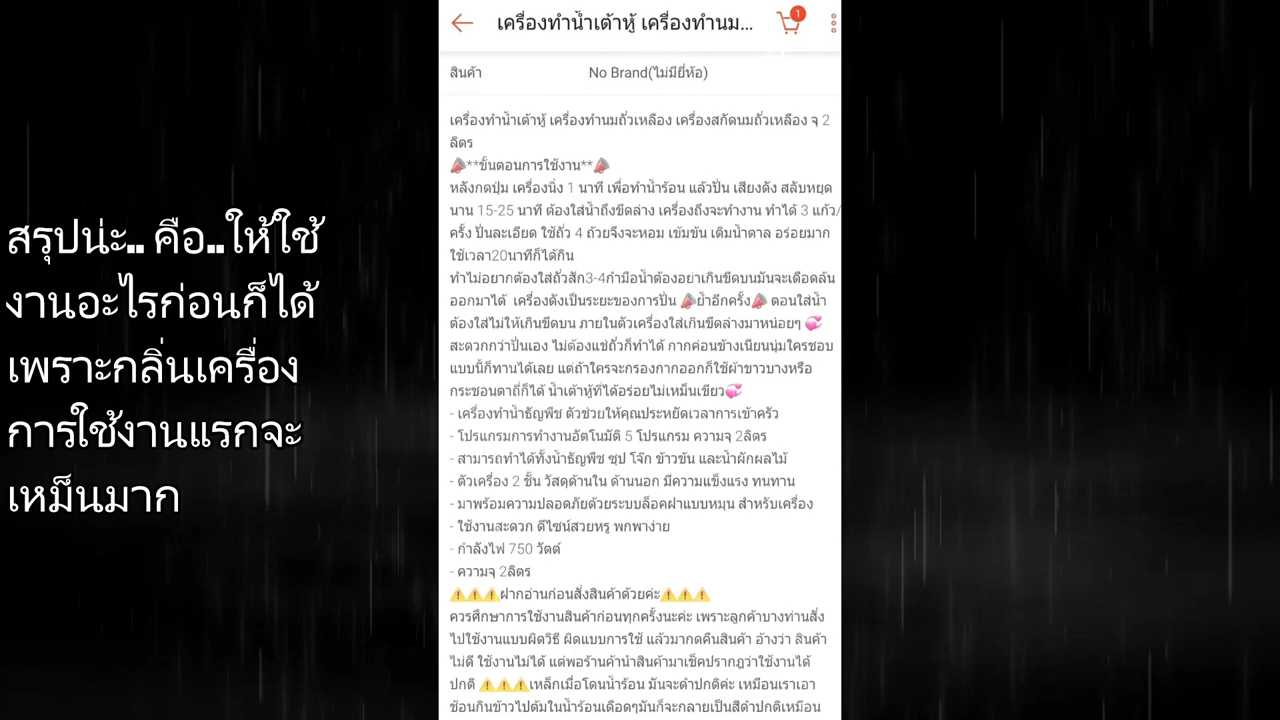 สรุปน่ะ.. คือ..ให้ใช้
งานอะไรก่อนก็ได้
เพราะกลิ่นเครื่อง
การใช้งานแรกจะ
เหม็นมาก
เครื่องทำน้ำเต้าหู้ เครื่องทำนม...
1
สินค้า
No Brand(ไม่มียี่ห้อ)
เครื่องทำน้ำเต้าหู้ เครื่องทำนมถั่วเหลือง เครื่องสกัดนมถั่วเหลือง จุ 2
ลิตร
📣**ขั้นตอนการใช้งาน**📣
หลังกดปุ่ม เครื่องนิ่ง 1 นาที เพื่อทำน้ำร้อน แล้วปั่น เสียงดัง สลับหยุด
นาน 15-25 นาที ต้องใส่น้ำถึงขีดล่าง เครื่องถึงจะทำงาน ทำได้ 3 แก้ว/
ครั้ง ปั่นละเอียด ใช้ถั่ว 4 ถ้วยจึงจะหอม เข้มข้น เติมน้ำตาล อร่อยมาก
ใช้เวลา20นาทีก็ได้กิน
ทำไม่อยากต้องใส่ถั่วสัก3-4กำมือน้ำต้องอย่าเกินขีดบนมันจะเดือดล้น
ออกมาได้ เครื่องดังเป็นระยะของการปั่น 📣ย้ำอีกครั้ง📣 ตอนใส่น้ำ
ต้องใส่ไม่ให้เกินขีดบน ภายในตัวเครื่องใส่เกินขีดล่างมาหน่อยๆ 💞
สะดวกกว่าปั่นเอง ไม่ต้องแช่ถั่วก็ทำได้ กากค่อนข้างเนียนนุ่มใครชอบ
แบบนี้ก็ทานได้เลย แต่ถ้าใครจะกรองกากออกก็ใช้ผ้าขาวบางหรือ
กระชอนตาถี่ก็ได้ น้ำเต้าหู้ที่ได้อร่อยไม่เหม็นเขียว💞
- เครื่องทำน้ำธัญพืช ตัวช่วยให้คุณประหยัดเวลาการเข้าครัว
- โปรแกรมการทำงานอัตโนมัติ 5 โปรแกรม ความจุ 2ลิตร
- สามารถทำได้ทั้งน้ำธัญพืช ซุป โจ๊ก ข้าวข้น และน้ำผักผลไม้
- ตัวเครื่อง 2 ชั้น วัสดุด้านใน ด้านนอก มีความแข็งแรง ทนทาน
- มาพร้อมความปลอดภัยด้วยระบบล็อคฝาแบบหมุน สำหรับเครื่อง
- ใช้งานสะดวก ดีไซน์สวยหรู พกพาง่าย
- กำลังไฟ 750 วัตต์
- ความจุ 2ลิตร
⚠️⚠️⚠️ฝากอ่านก่อนสั่งสินค้าด้วยค่ะ⚠️⚠️⚠️
ควรศึกษาการใช้งานสินค้าก่อนทุกครั้งนะค่ะ เพราะลูกค้าบางท่านสั่ง
ไปใช้งานแบบผิดวิธี ผิดแบบการใช้ แล้วมากดคืนสินค้า อ้างว่า สินค้า
ไม่ดี ใช้งานไม่ได้ แต่พอร้านค้านำสินค้ามาเช็คปรากฎว่าใช้งานได้
ปกติ ⚠️⚠️⚠️เหล็กเมื่อโดนน้ำร้อน มันจะดำปกติค่ะ เหมือนเราเอา
ช้อนกินข้าวไปต้มในน้ำร้อนเดือดๆมันก็จะกลายเป็นสีดำปกติเหมือน